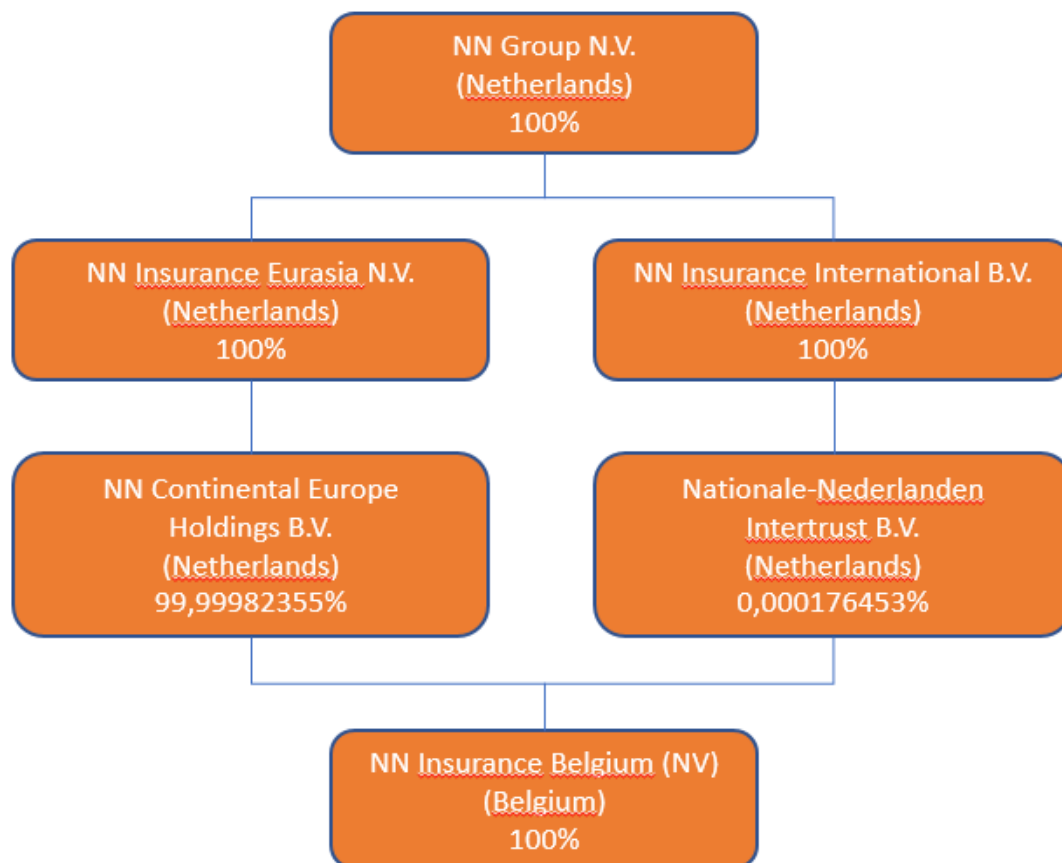 NN Group N.V.
(Netherlands)
100%
NN Insurance Eurasia N.V.
(Netherlands)
100%
NN Insurance International B.V.
(Netherlands)
100%
NN Continental Europe
Holdings B.V.
(Netherlands)
99,99982355%
Nationale-Nederlanden
Intertrust B.V.
(Netherlands)
0,000176453%
NN Insurance Belgium (NV)
(Belgium)
100%